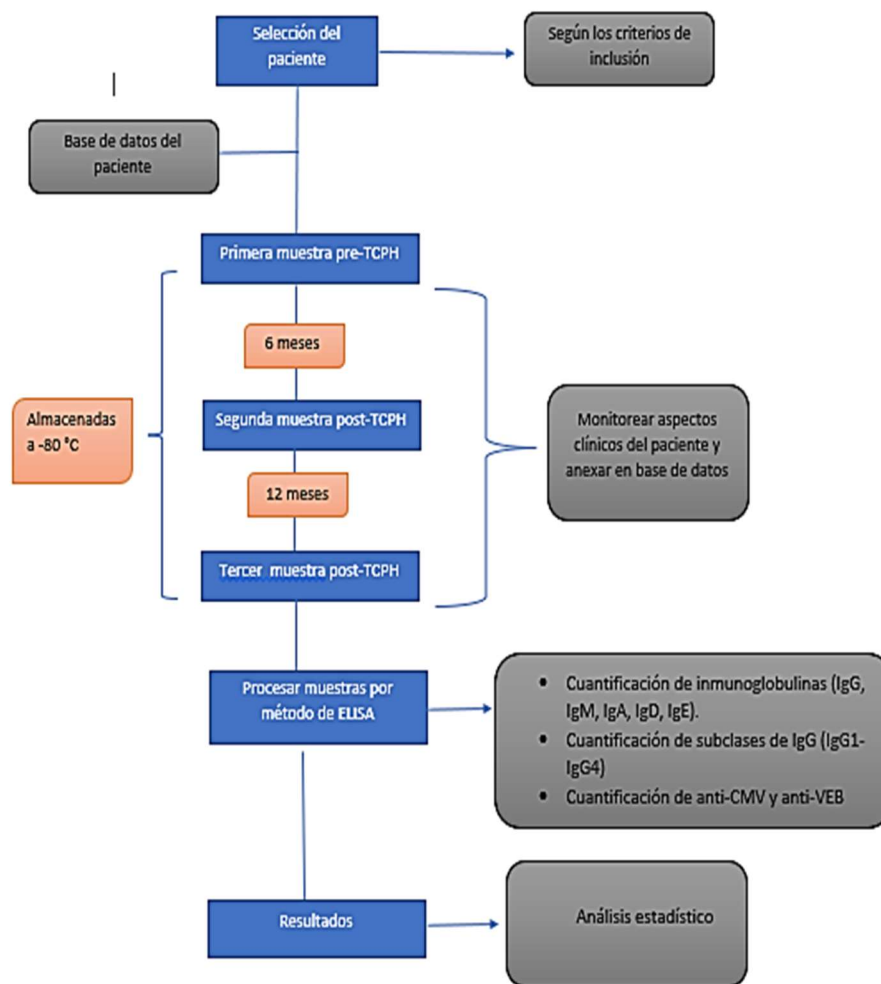 Selección del
paciente
Según los criterios de
inclusión
Base de datos del
paciente
Primera muestra pre-TCPH
6 meses
Almacenadas
a -80 °C
Segunda muestra post-TCPH
Monitorear aspectos
clínicos del paciente y
anexar en base de datos
12 meses
Tercer muestra post-TCPH
Procesar muestras por
método de ELISA
• Cuantificación de inmunoglobulinas (IgG,
IgM, IgA, IgD, IgE).
• Cuantificación de subclases de IgG (IgG1-
IgG4)
• Cuantificación de anti-CMV y anti-VEB
Resultados
Análisis estadístico